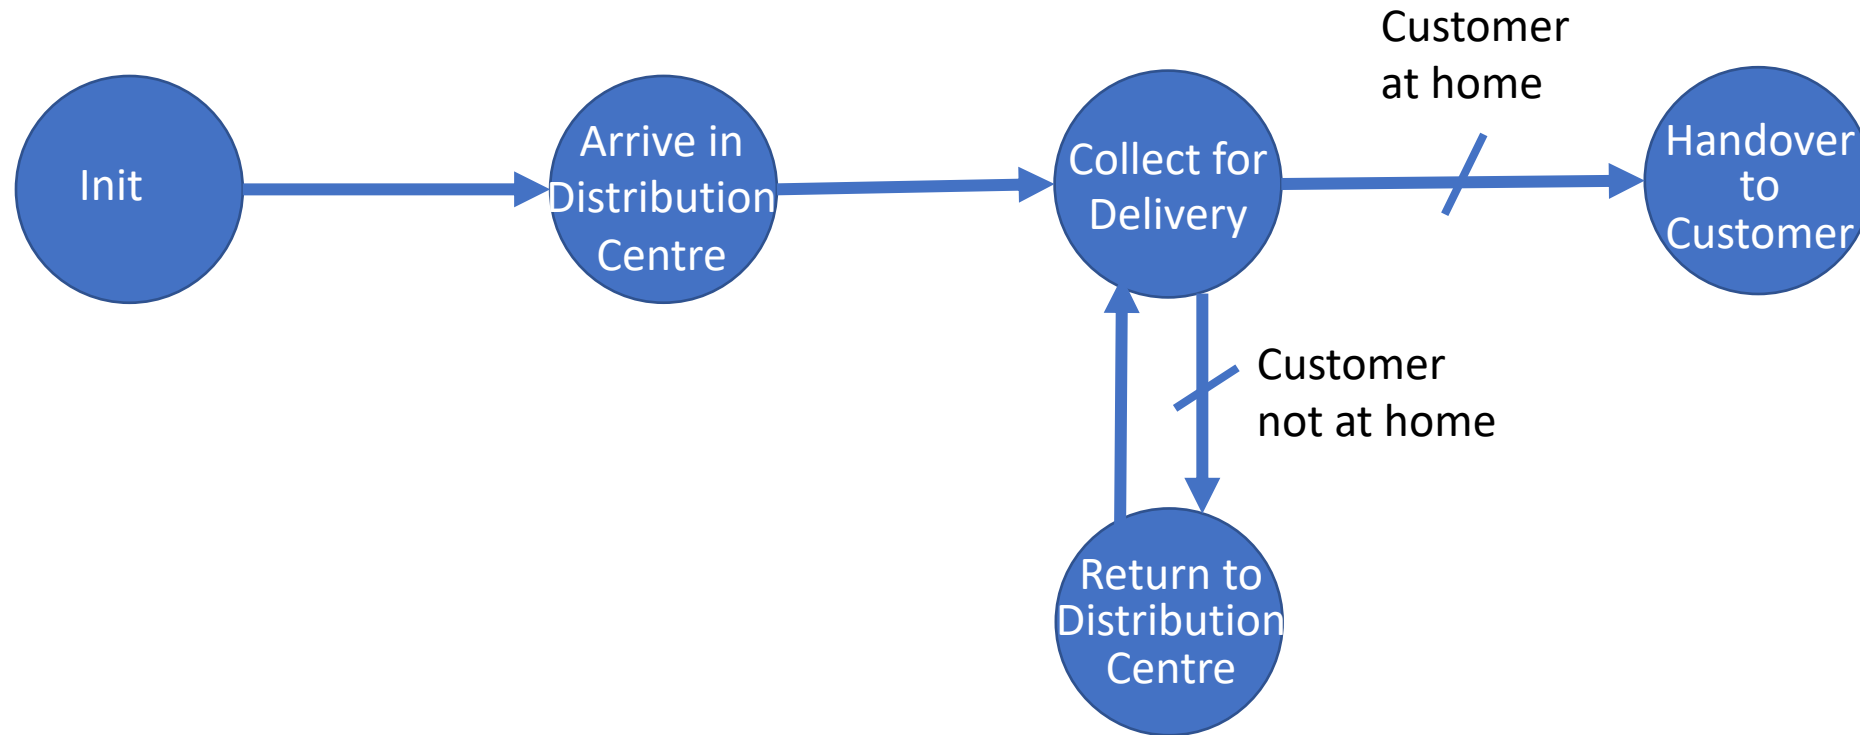 Init
Arrive in
Distribution
Centre
Collect for
Delivery
Customer
at home
Handover
to
Customer
Customer
not at home
Return to
Distribution
Centre